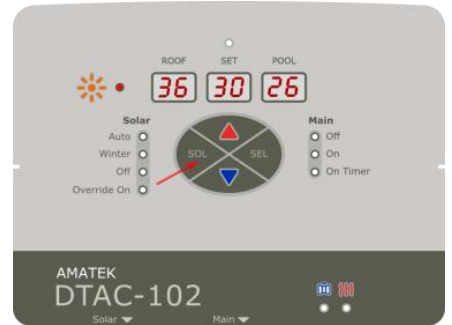 ROOF SET POOL
36 30 26
Solar
Auto
Winter
Off
Override On
SOL SEL
Main
Off
On
On Timer
AMATEK
DTAC-102
Solar Main